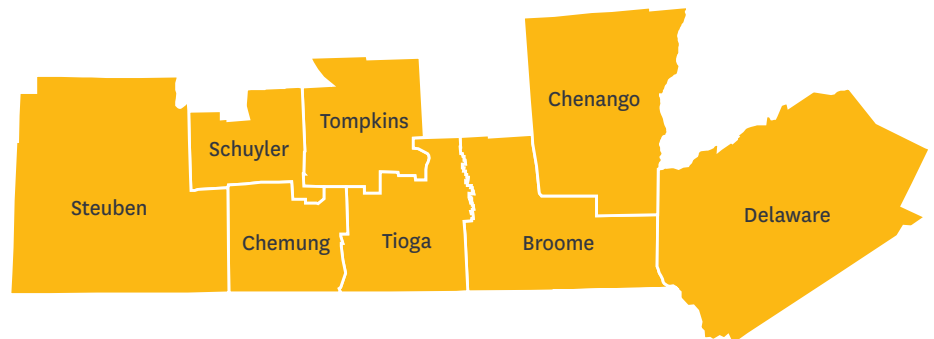 Chenango
Tompkins
Schuyler
Steuben
Delaware
Chemung
Tioga
Broome